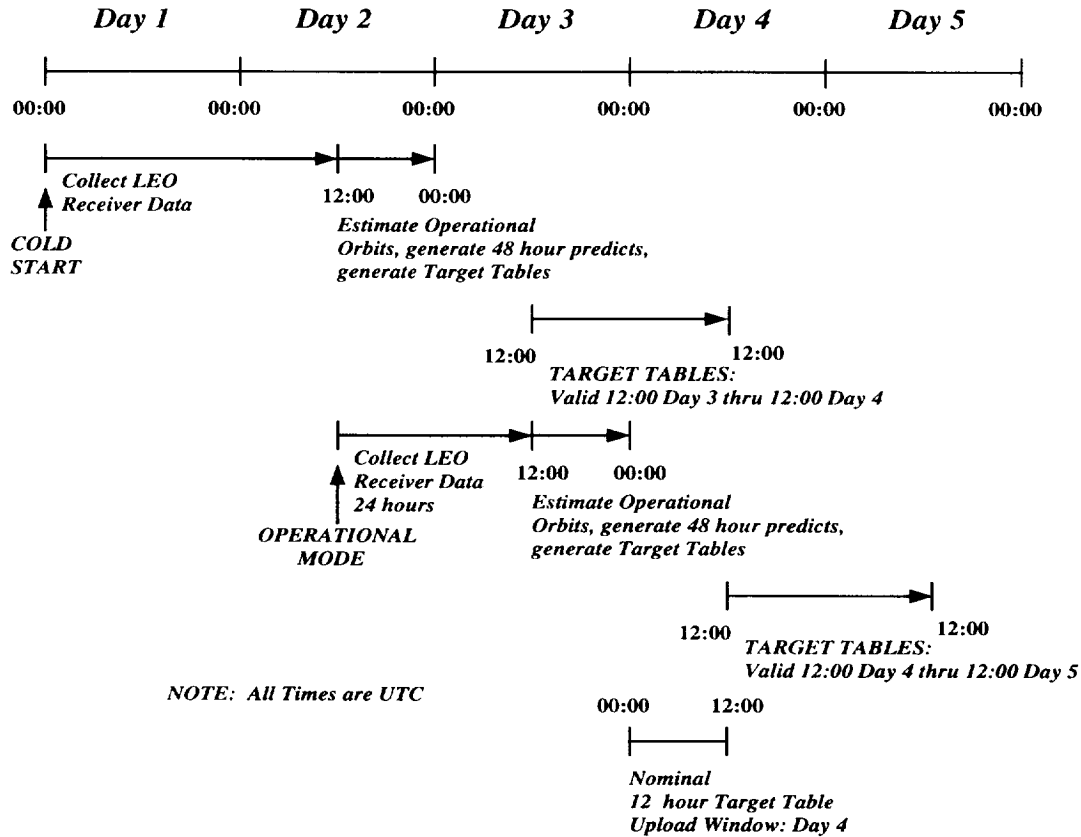 Day 1 Day 2 Day 3 Day 4 Day 5
00:00 00:00 00:00 00:00 00:00 00:00
Collect LEO
Receiver Data
COLD
START
12:00 00:00
Estimate Operational
Orbits, generate 48 hour predicts,
generate Target Tables
12:00 12:00
TARGET TABLES:
Valid 12:00 Day 3 thru 12:00 Day 4
Collect LEO
Receiver Data
24 hours
OPERATIONAL
MODE
12:00 00:00
Estimate Operational
Orbits, generate 48 hour predicts,
generate Target Tables
12:00 12:00
TARGET TABLES:
Valid 12:00 Day 4 thru 12:00 Day 5
NOTE: All Times are UTC
00:00 12:00
Nominal
12 hour Target Table
Upload Window: Day 4